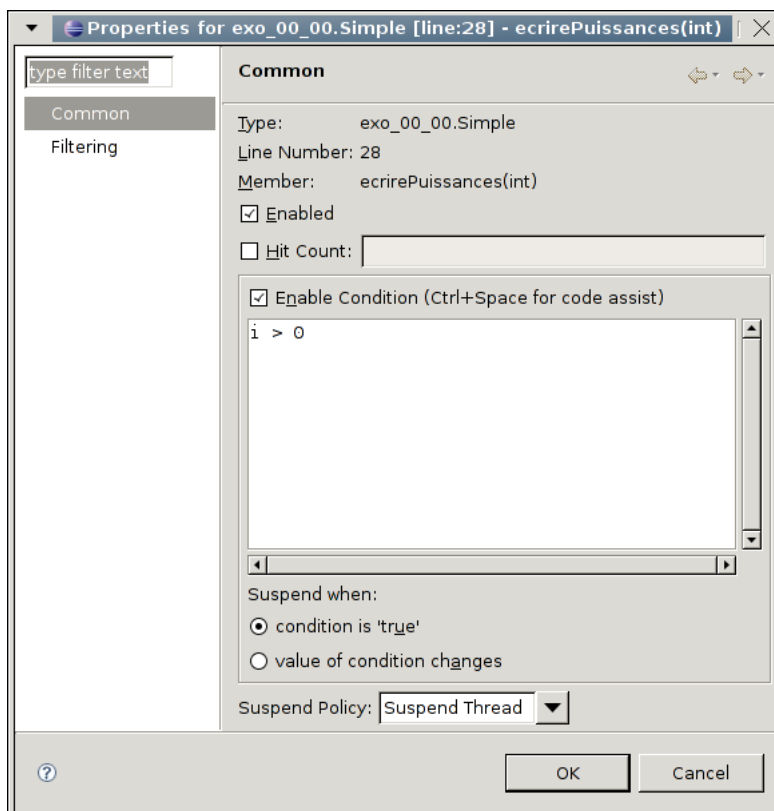 Properties for exo_00_00.Simple [line:28] - ecrirePuissances(int)
type filter text
Common
Filtering
Common
Type: exo_00_00.Simple
Line Number: 28
Member: ecrirePuissances(int)
Enabled
Hit Count:
Enable Condition (Ctrl+Space for code assist)
i > 0
Suspend when:
condition is 'true'
value of condition changes
Suspend Policy: Suspend Thread
OK Cancel